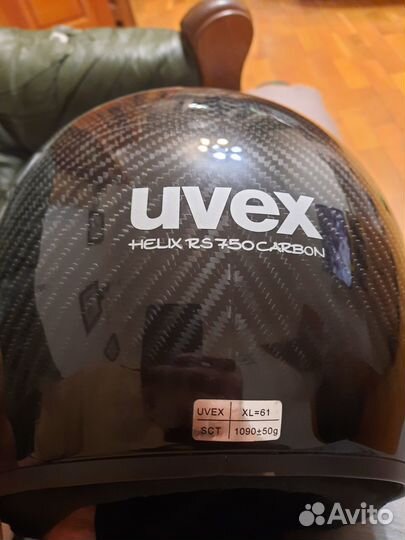 uvex
HELIX RS 750 CARBON
UVEX XL=61
SCT 1090±50g
Avito